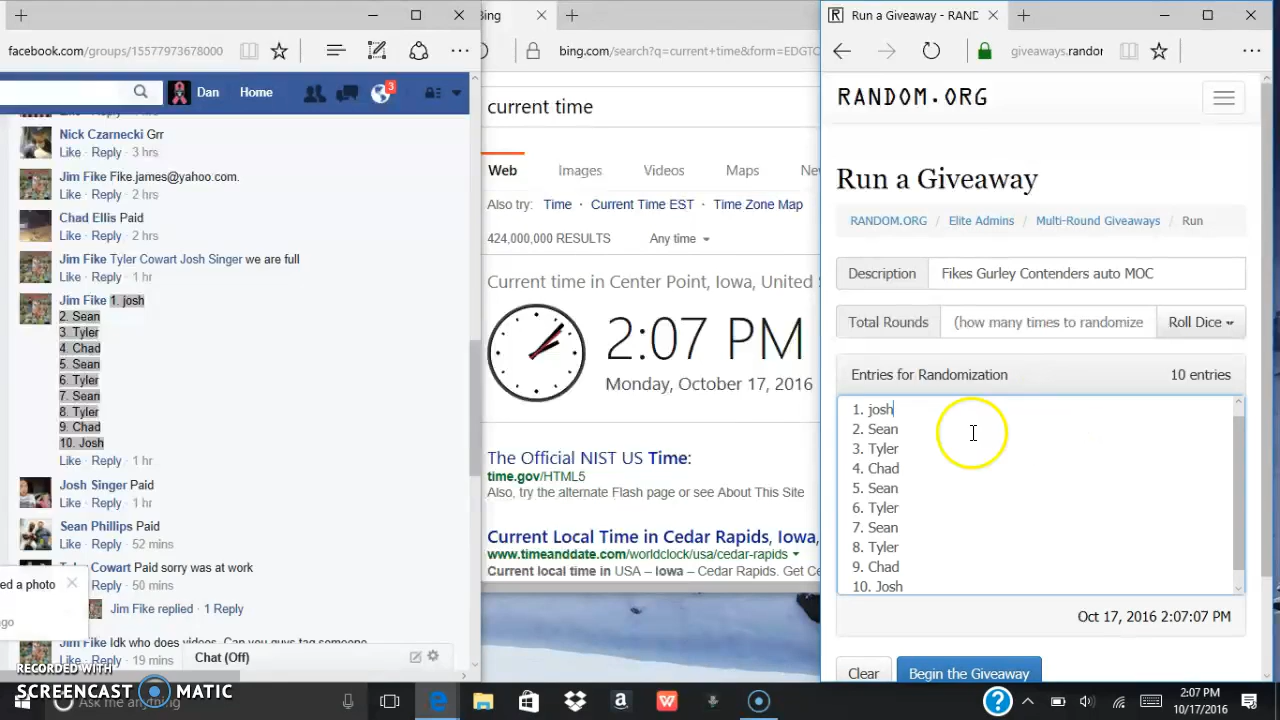 Bing
Run a Giveaway - RAND
facebook.com/groups/15577973678000
bing.com/search?q=current+time&form=EDGTC
giveaways.randor
3
Dan
Home
current time
RANDOM.ORG
Nick Czarnecki Grr
Like · Reply · 3 hrs
Jim Fike Fike.james@yahoo.com.
Like · Reply · 2 hrs
Chad Ellis Paid
Like · Reply · 2 hrs
Jim Fike Tyler Cowart Josh Singer we are full
Like · Reply · 1 hr
Jim Fike 1. josh
2. Sean
3. Tyler
4. Chad
5. Sean
6. Tyler
7. Sean
8. Tyler
9. Chad
10. Josh
Like · Reply · 1 hr
Josh Singer Paid
Like · Reply · 1 hr
Sean Phillips Paid
Like · Reply · 52 mins
Cowart Paid sorry was at work
Reply · 50 mins
Jim Fike replied · 1 Reply
Jim Fike Idk who does videos. Can you guys tag someone
Reply · 19 mins
ed a photo
ago
Chat (Off)
Web
Images
Videos
Maps
Also try: Time · Current Time EST · Time Zone Map
424,000,000 RESULTS
Any time
Current time in Center Point, Iowa, United
2:07 PM
Monday, October 17, 2016
The Official NIST US Time:
time.gov/HTML5
Also, try the alternate Flash page or see About This Site
Current Local Time in Cedar Rapids, Iowa,
www.timeanddate.com/worldclock/usa/cedar-rapids
Current local time in USA – Iowa – Cedar Rapids. Get
Run a Giveaway
RANDOM.ORG / Elite Admins / Multi-Round Giveaways / Run
Description
Fikes Gurley Contenders auto MOC
Total Rounds
(how many times to randomize
Roll Dice
Entries for Randomization
10 entries
1. josh
2. Sean
3. Tyler
4. Chad
5. Sean
6. Tyler
7. Sean
8. Tyler
9. Chad
10. Josh
Oct 17, 2016 2:07:07 PM
Clear
Begin the Giveaway
RECORDED WITH
SCREENCAST MATIC
Ask me anything
2:07 PM
10/17/2016